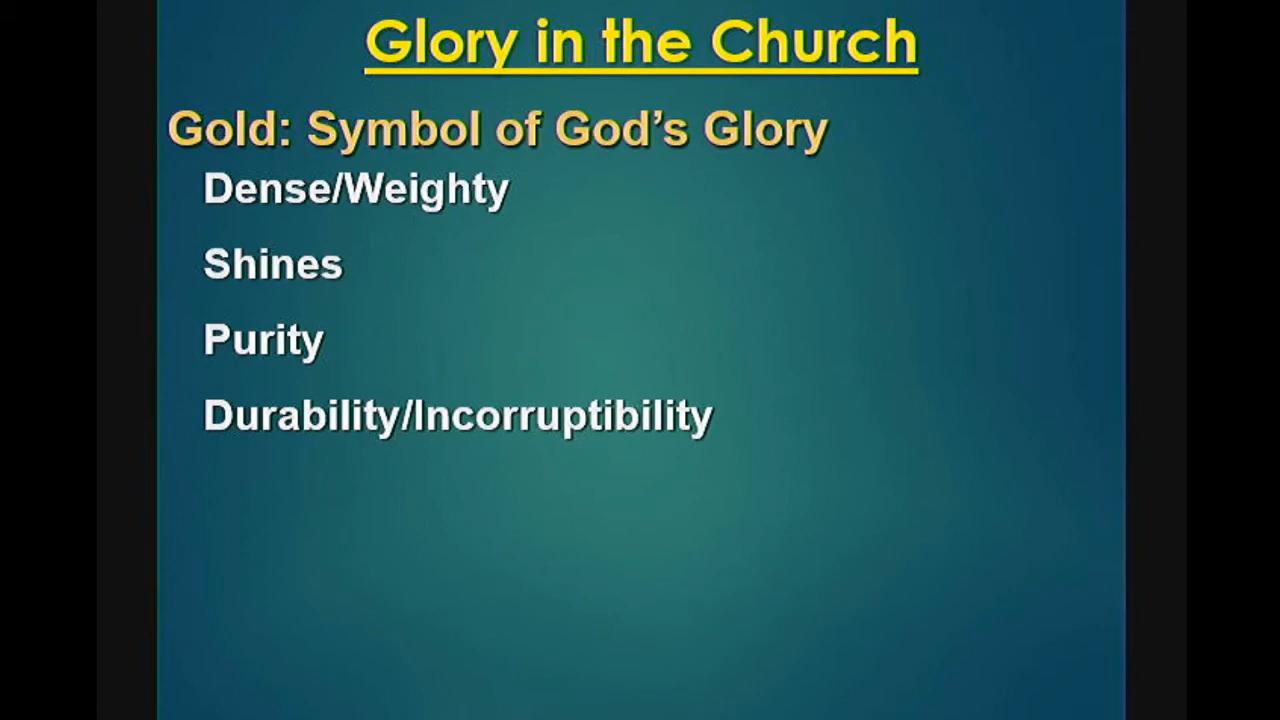 Glory in the Church
Gold: Symbol of God’s Glory
Dense/Weighty
Shines
Purity
Durability/Incorruptibility